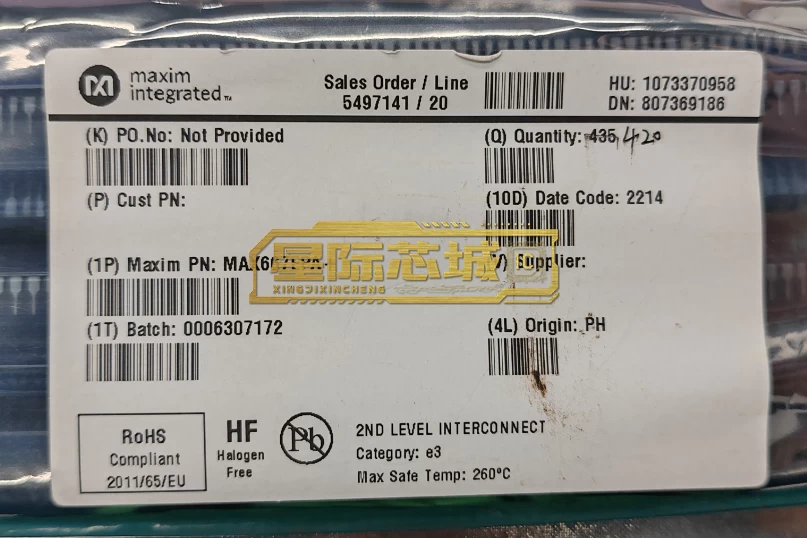 maxim
integrated™
Sales Order / Line
5497141 / 20
HU: 1073370958
DN: 807369186
(K) PO.No: Not Provided
(Q) Quantity: 435, 420
(P) Cust PN:
(10D) Date Code: 2214
(1P) Maxim PN:
Supplier:
星际芯城
XINGJIXINCHENG
(1T) Batch: 0006307172
(4L) Origin: PH
RoHS
Compliant
2011/65/EU
HF
Halogen
Free
Pb
2ND LEVEL INTERCONNECT
Category: e3
Max Safe Temp: 260°C